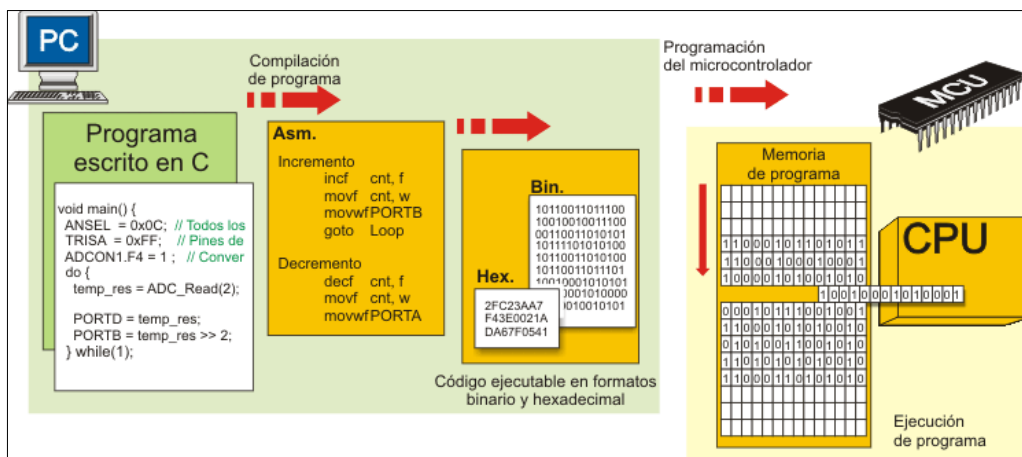 PC
Compilación
de programa
Programación
del microcontrolador
MCU
Programa
escrito en C
void main() {
ANSEL = 0x0C; // Todos los
TRISA = 0xFF; // Pines de
ADCON1.F4 = 1 ; // Conver
do {
temp_res = ADC_Read(2);
PORTD = temp_res;
PORTB = temp_res >> 2;
} while(1);
Asm.
Incremento
incf cnt, f
movf cnt, w
movwf PORTB
goto Loop
Decremento
decf cnt, f
movf cnt, w
movwf PORTA
Bin.
10110011011100
10010010011100
00110011010101
10111101010100
10110011010100
10110011011101
10010001010101
0001010000
010010101
Hex.
2FC23AA7
F43E0021A
DA67F0541
Código ejecutable en formatos
binario y hexadecimal
Memoria
de programa
CPU
Ejecución
de programa